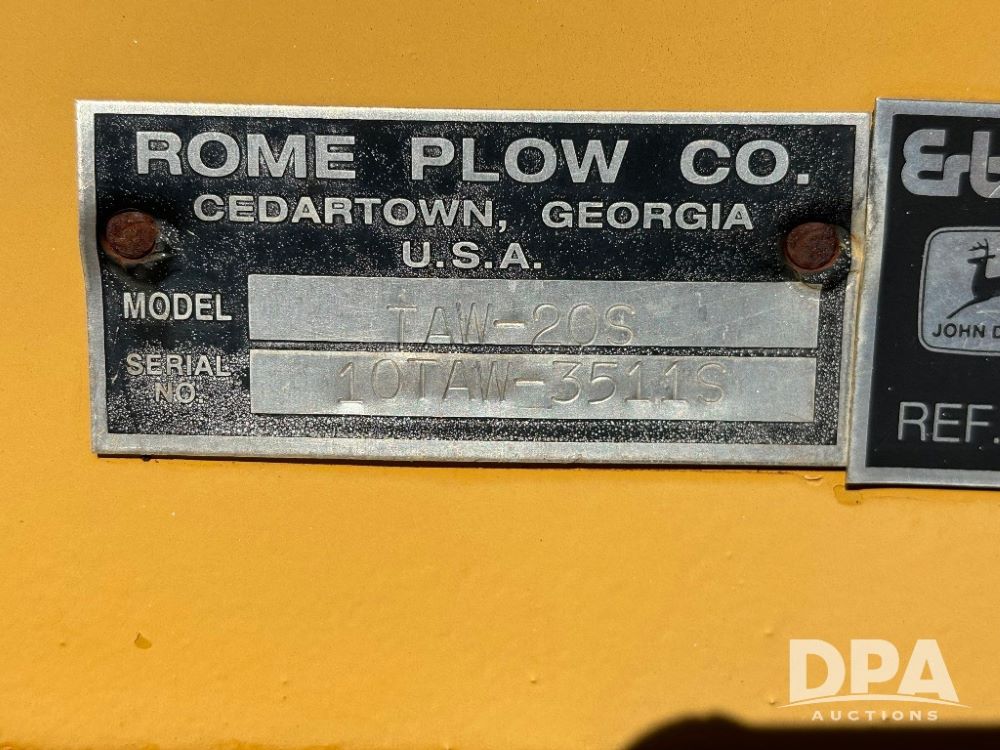 ROME PLOW CO.
CEDARTOWN, GEORGIA
U.S.A.
MODEL TAW-20S
SERIAL NO. 10TAW-3511S
JOHN D
REF.
DPA
AUCTIONS